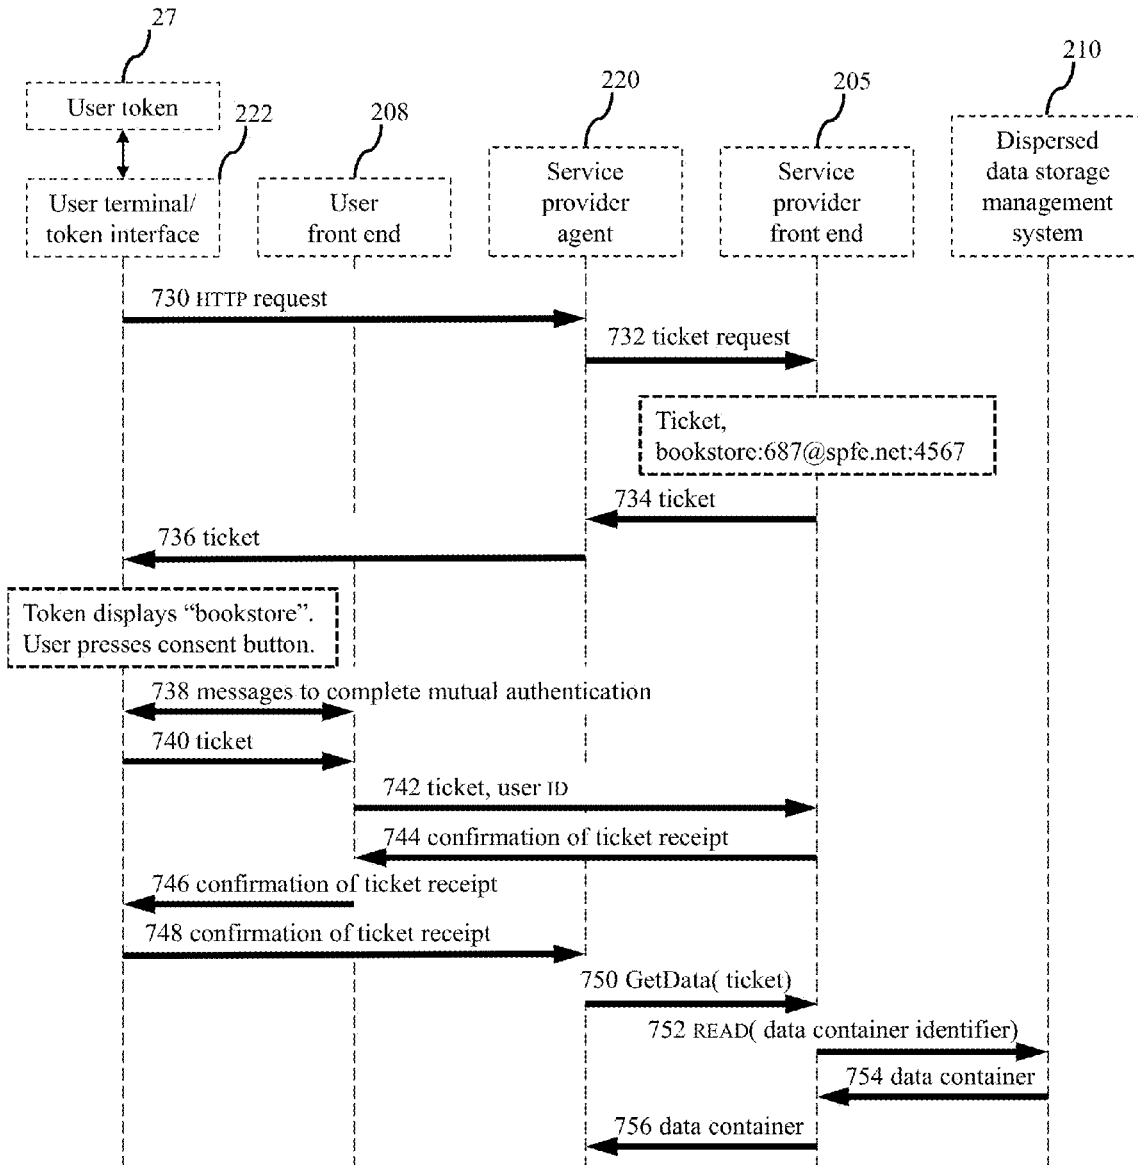 27
210
User token
222
208
220
205
Dispersed
data storage
management
system
User terminal/
token interface
User
front end
Service
provider
agent
Service
provider
front end
730 HTTP request
732 ticket request
Ticket,
bookstore:687@spfe.net:4567
734 ticket
736 ticket
Token displays “bookstore”.
User presses consent button.
738 messages to complete mutual authentication
740 ticket
742 ticket, user ID
744 confirmation of ticket receipt
746 confirmation of ticket receipt
748 confirmation of ticket receipt
750 GetData( ticket)
752 READ( data container identifier)
754 data container
756 data container